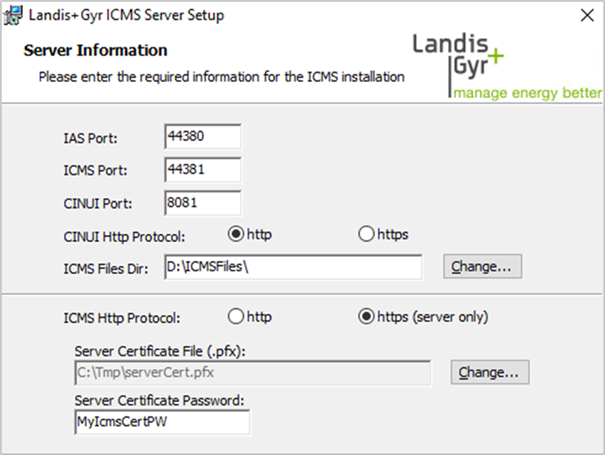 Landis+Gyr ICMS Server Setup
Server Information
Please enter the required information for the ICMS installation
Landis+
Gyr
manage energy better
IAS Port: 44380
ICMS Port: 44381
CINUI Port: 8081
CINUI Http Protocol: http https
ICMS Files Dir: D:\ICMSFiles\ Change...
ICMS Http Protocol: http https (server only)
Server Certificate File (.pfx):
C:\Tmp\serverCert.pfx Change...
Server Certificate Password:
MyIcmsCertPW